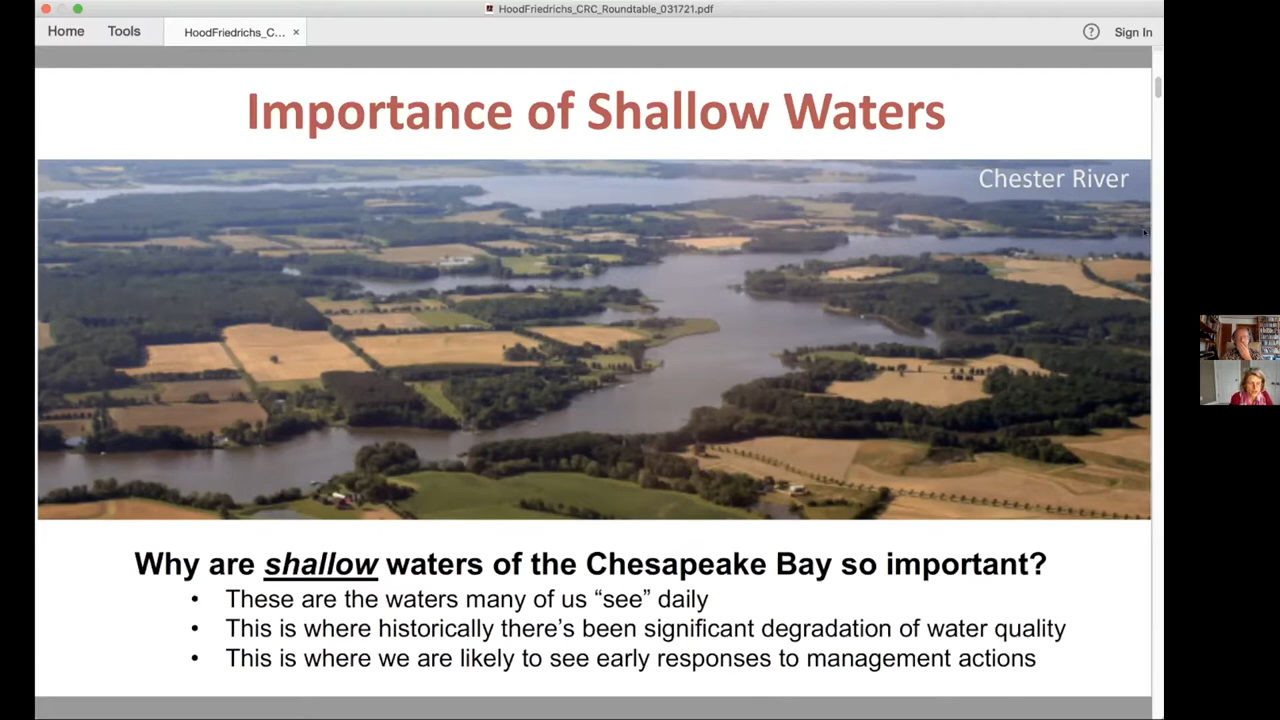 HoodFriedrichs_CRC_Roundtable_031721.pdf
Home Tools HoodFriedrichs_C... × ? Sign In
Importance of Shallow Waters
Chester River
Why are shallow waters of the Chesapeake Bay so important?
• These are the waters many of us “see” daily
• This is where historically there’s been significant degradation of water quality
• This is where we are likely to see early responses to management actions